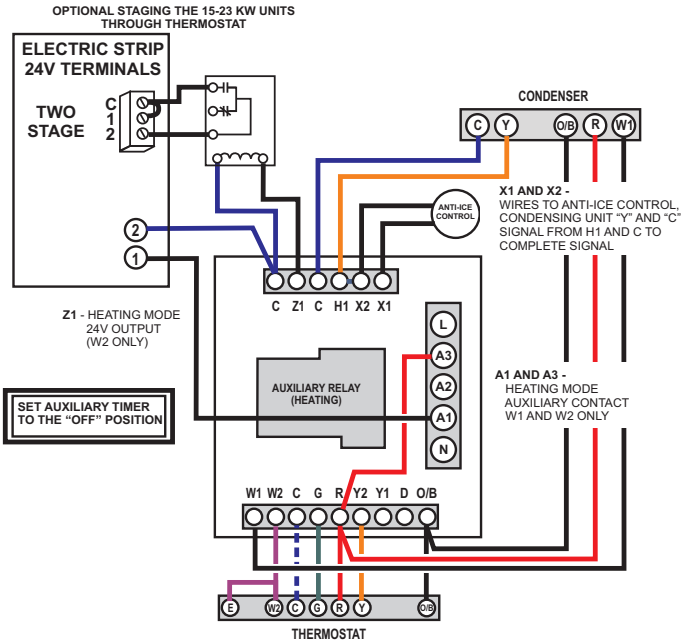 OPTIONAL STAGING THE 15-23 KW UNITS
THROUGH THERMOSTAT
ELECTRIC STRIP
24V TERMINALS
TWO
STAGE
C
1
2
CONDENSER
C Y O/B R W1
X1 AND X2 -
WIRES TO ANTI-ICE CONTROL,
CONDENSING UNIT “Y” AND “C”
SIGNAL FROM H1 AND C TO
COMPLETE SIGNAL
ANTI-ICE
CONTROL
2
1
C Z1 C H1 X2 X1
Z1 - HEATING MODE
24V OUTPUT
(W2 ONLY)
L
A3
A2
A1
N
AUXILIARY RELAY
(HEATING)
A1 AND A3 -
HEATING MODE
AUXILIARY CONTACT
W1 AND W2 ONLY
SET AUXILIARY TIMER
TO THE “OFF” POSITION
W1 W2 C G R Y2 Y1 D O/B
E W2 C G R Y O/B
THERMOSTAT